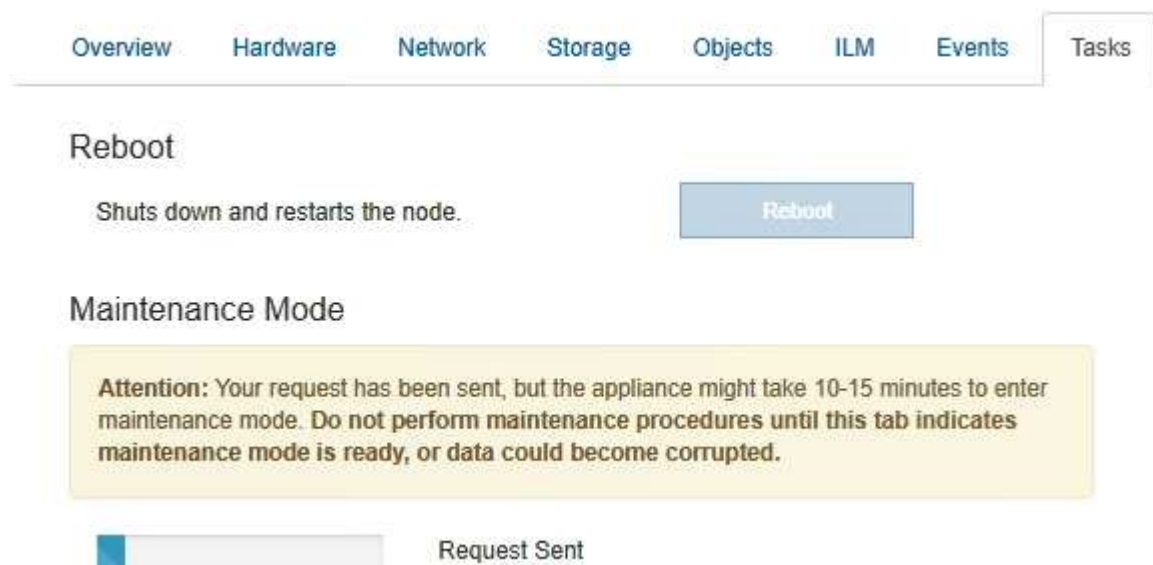 Overview Hardware Network Storage Objects ILM Events Tasks
Reboot
Shuts down and restarts the node. Reboot
Maintenance Mode
Attention: Your request has been sent, but the appliance might take 10-15 minutes to enter
maintenance mode. Do not perform maintenance procedures until this tab indicates
maintenance mode is ready, or data could become corrupted.
Request Sent